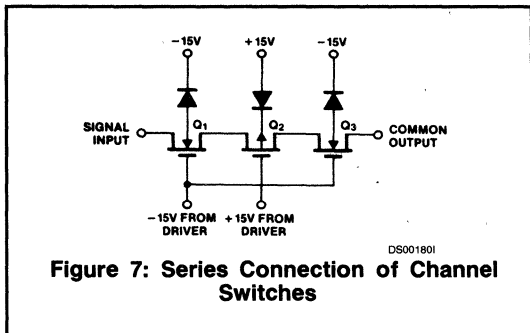 −15V +15V −15V
SIGNAL INPUT Q1 Q2 Q3 COMMON OUTPUT
−15V FROM DRIVER +15V FROM DRIVER
DS00180I
Figure 7: Series Connection of Channel
Switches